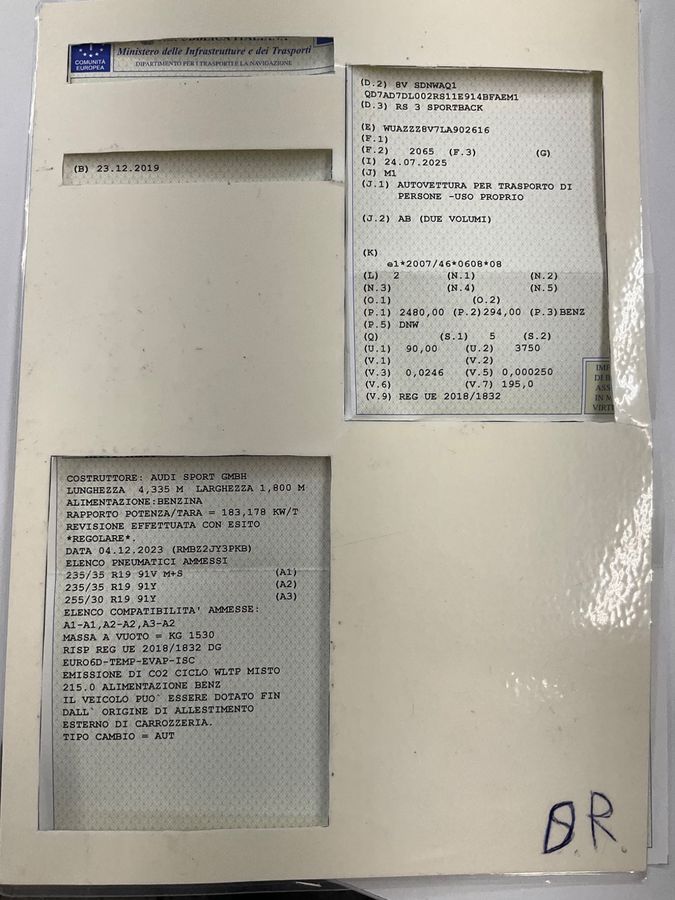 COMUNITÀ
EUROPEA
Ministero delle Infrastrutture e dei Trasporti
DIPARTIMENTO PER I TRASPORTI E LA NAVIGAZIONE
(B) 23.12.2019
(D.2) 8V SDNWAQ1
QD7AD7DL002RS11E914BFAEM1
(D.3) RS 3 SPORTBACK
(E) WUAZZZ8V7LA902616
(F.1)
(F.2) 2065 (F.3) (G)
(I) 24.07.2025
(J) M1
(J.1) AUTOVETTURA PER TRASPORTO DI
PERSONE -USO PROPRIO
(J.2) AB (DUE VOLUMI)
(K)
e1*2007/46*0608*08
(L) 2 (N.1) (N.2)
(N.3) (N.4) (N.5)
(O.1) (O.2)
(P.1) 2480,00 (P.2)294,00 (P.3)BENZ
(P.5) DNW
(Q) (S.1) 5 (S.2)
(U.1) 90,00 (U.2) 3750
(V.1) (V.2)
(V.3) 0,0246 (V.5) 0,000250
(V.6) (V.7) 195,0
(V.9) REG UE 2018/1832
DI
ASS
IN M
VIRT
COSTRUTTORE: AUDI SPORT GMBH
LUNGHEZZA 4,335 M LARGHEZZA 1,800 M
ALIMENTAZIONE:BENZINA
RAPPORTO POTENZA/TARA = 183,178 KW/T
REVISIONE EFFETTUATA CON ESITO
*REGOLARE*.
DATA 04.12.2023 (RMBZ2JY3PKB)
ELENCO PNEUMATICI AMMESSI
235/35 R19 91V M+S (A1)
235/35 R19 91Y (A2)
255/30 R19 91Y (A3)
ELENCO COMPATIBILITA' AMMESSE:
A1-A1,A2-A2,A3-A2
MASSA A VUOTO = KG 1530
RISP REG UE 2018/1832 DG
EURO6D-TEMP-EVAP-ISC
EMISSIONE DI CO2 CICLO WLTP MISTO
215.0 ALIMENTAZIONE BENZ
IL VEICOLO PUO` ESSERE DOTATO FIN
DALL` ORIGINE DI ALLESTIMENTO
ESTERNO DI CARROZZERIA.
TIPO CAMBIO = AUT